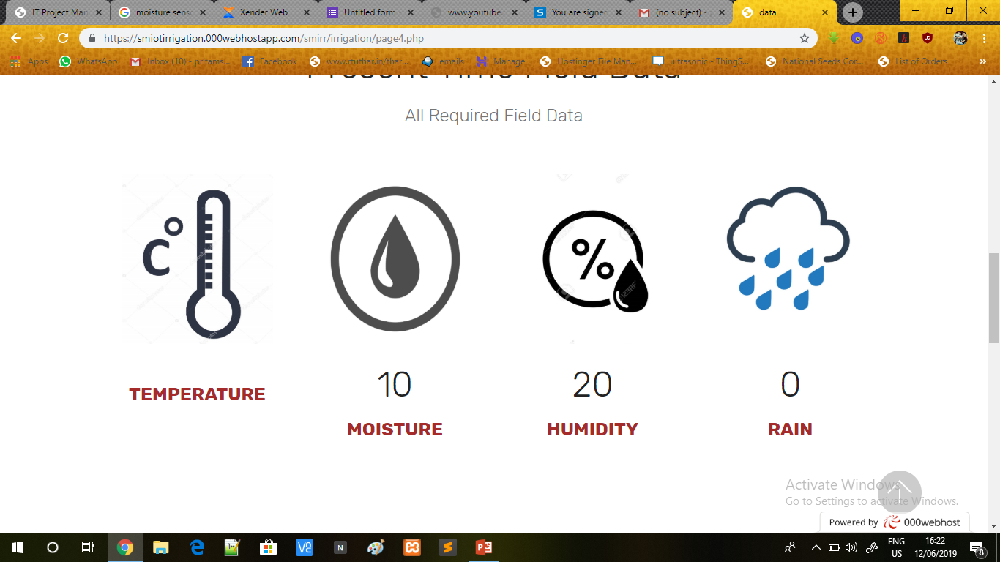 IT Project Man
moisture senso
Xender Web
Untitled form
www.youtube.
You are signed
(no subject) -
data
https://smiotirrigation.000webhostapp.com/smirr/irrigation/page4.php
Apps
WhatsApp
Inbox (10) - pritams...
Facebook
www.rtuthar.in/thar...
emails
Manage
Hostinger File Man...
ultrasonic - ThingS...
National Seeds Cor...
List of Orders
»
Present Time Field Data
All Required Field Data
C°
%
10
20
0
TEMPERATURE
MOISTURE
HUMIDITY
RAIN
Activate Windows
Go to Settings to activate Windows.
Powered by 000webhost
ENG
US
16:22
12/06/2019
8